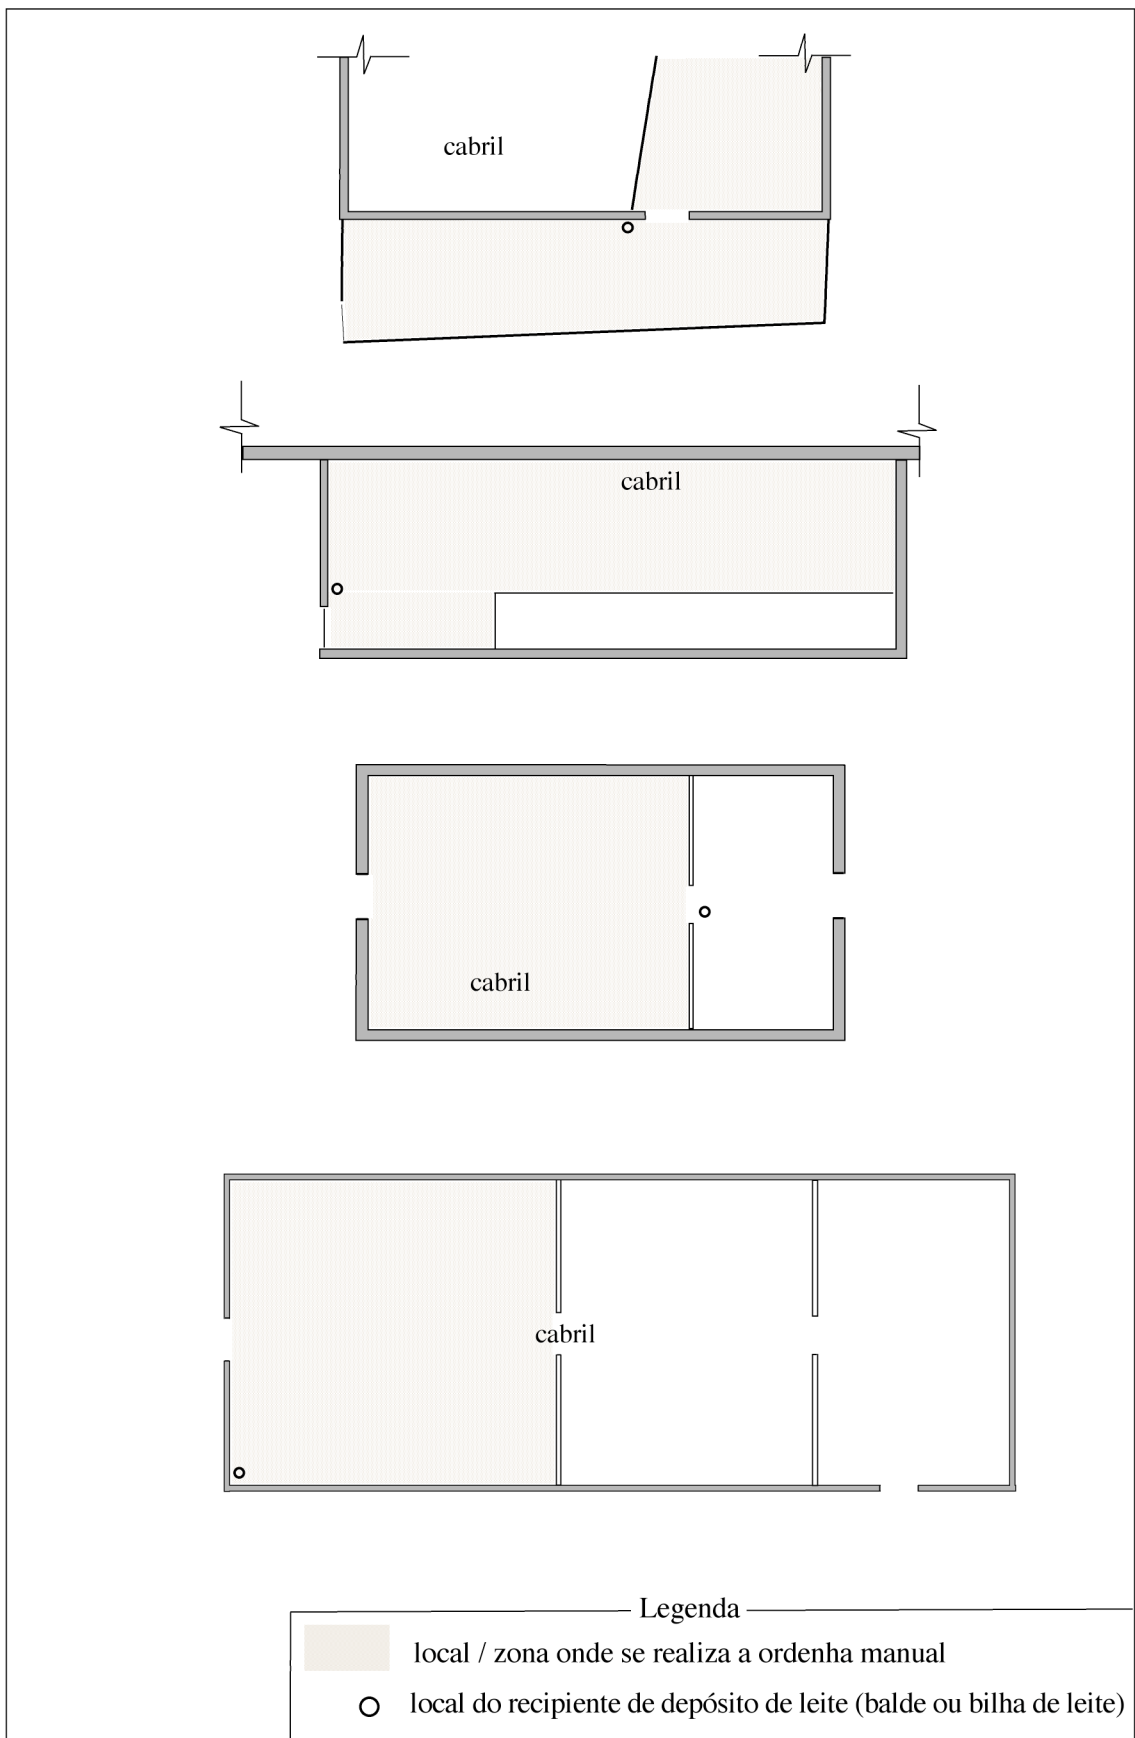 cabril
cabril
cabril
cabril
Legenda
local / zona onde se realiza a ordenha manual
local do recipiente de depósito de leite (balde ou bilha de leite)